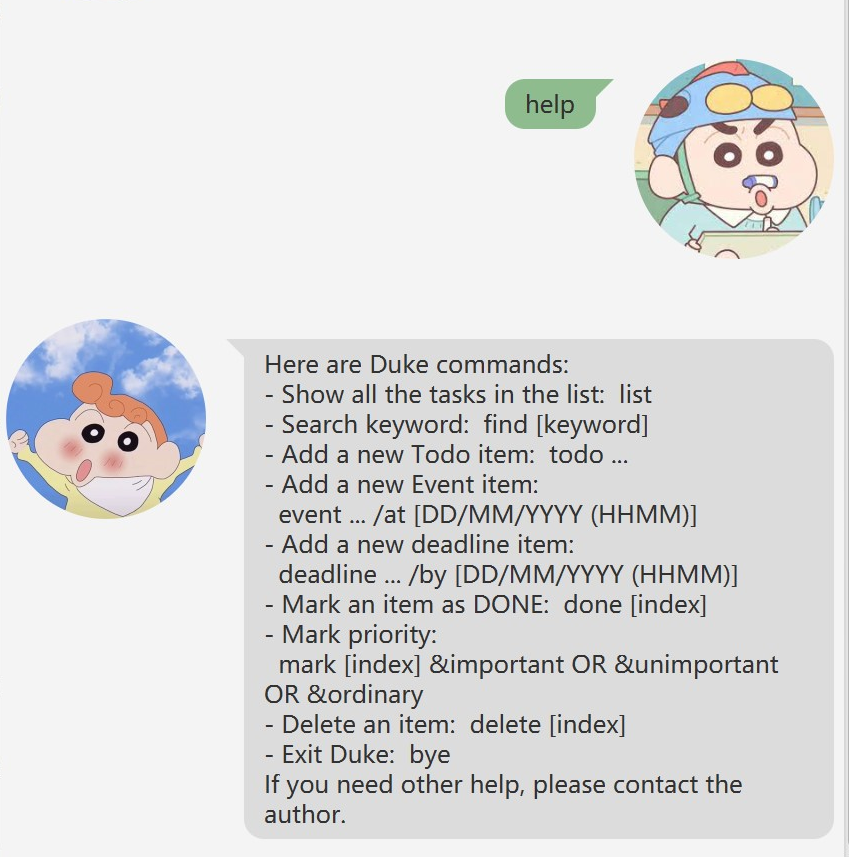 help
Here are Duke commands:
- Show all the tasks in the list:  list
- Search keyword:  find [keyword]
- Add a new Todo item:  todo ...
- Add a new Event item:
  event ... /at [DD/MM/YYYY (HHMM)]
- Add a new deadline item:
  deadline ... /by [DD/MM/YYYY (HHMM)]
- Mark an item as DONE:  done [index]
- Mark priority:
  mark [index] &important OR &unimportant
OR &ordinary
- Delete an item:  delete [index]
- Exit Duke:  bye
If you need other help, please contact the
author.